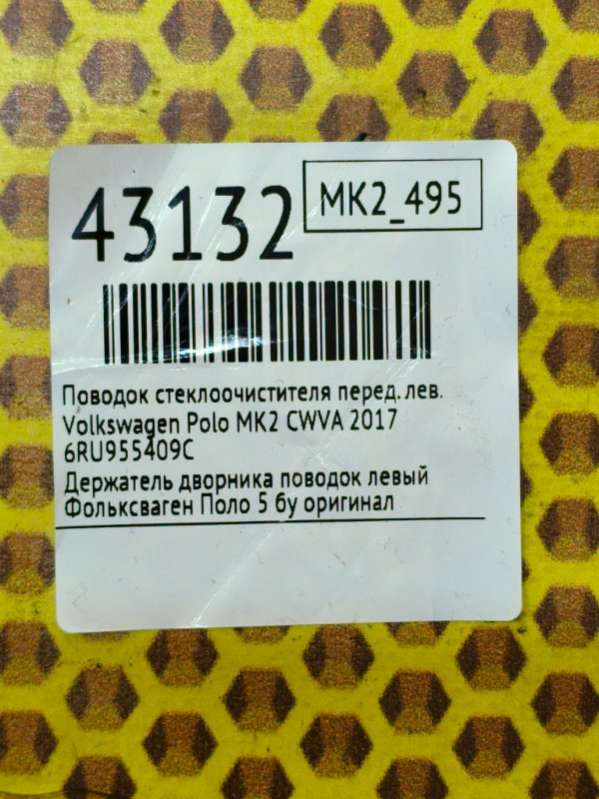 43132
MK2_495
Поводок стеклоочистителя перед. лев.
Volkswagen Polo MK2 CWVA 2017
6RU955409C
Держатель дворника поводок левый
Фольксваген Поло 5 бу оригинал